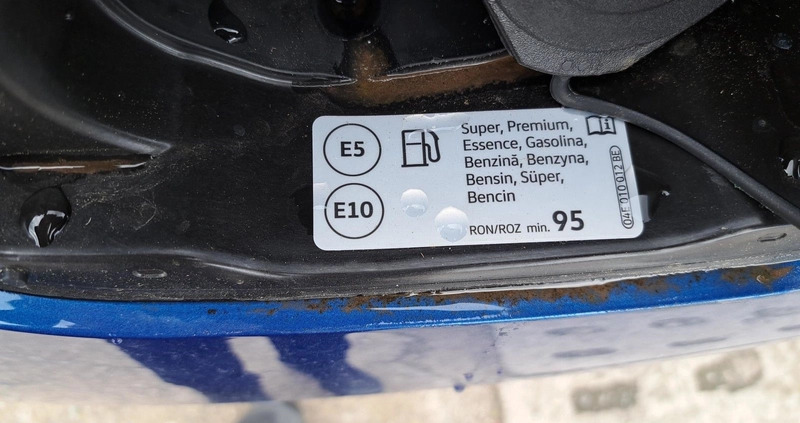 E5
E10
Super, Premium,
Essence, Gasolina,
Benzină, Benzyna,
Bensin, Süper,
Bencin
RON/ROZ min. 95
04E 010 012 BE